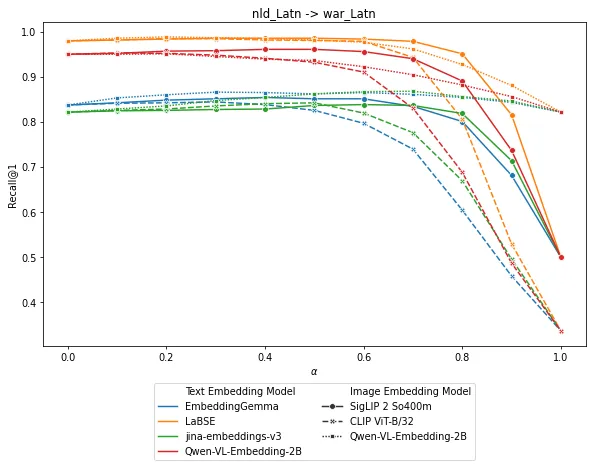 nld_Latn -> war_Latn
1.0
0.9
0.8
0.7
0.6
0.5
0.4
Recall@1
0.0 0.2 0.4 0.6 0.8 1.0
α
Text Embedding Model Image Embedding Model
EmbeddingGemma SigLIP 2 So400m
LaBSE CLIP ViT-B/32
jina-embeddings-v3 Qwen-VL-Embedding-2B
Qwen-VL-Embedding-2B